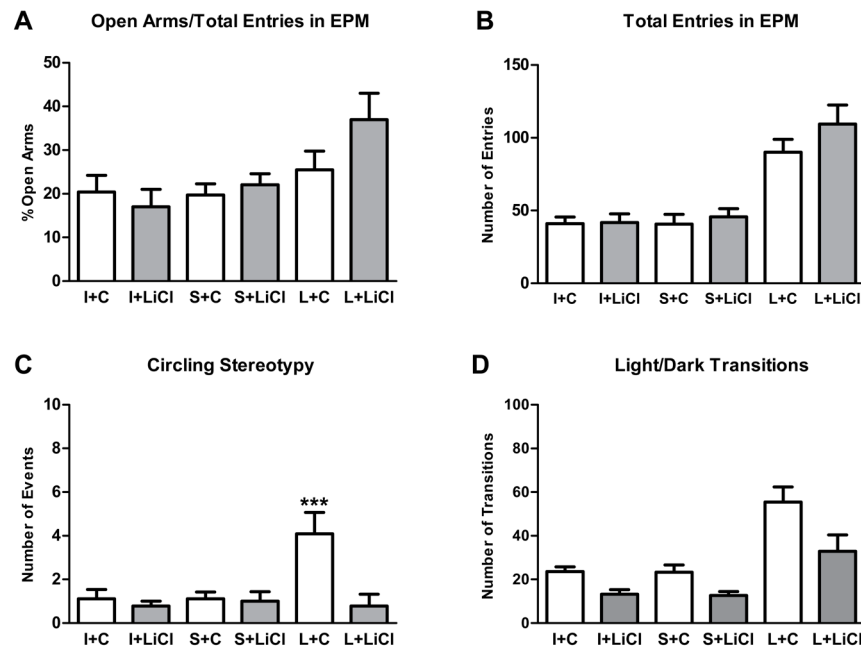 A Open Arms/Total Entries in EPM
%Open Arms
50
40
30
20
10
0
I+C I+LiCl S+C S+LiCl L+C L+LiCl
B Total Entries in EPM
Number of Entries
150
100
50
0
I+C I+LiCl S+C S+LiCl L+C L+LiCl
C Circling Stereotypy
Number of Events
10
8
6
4
2
0
***
I+C I+LiCl S+C S+LiCl L+C L+LiCl
D Light/Dark Transitions
Number of Transitions
100
80
60
40
20
0
I+C I+LiCl S+C S+LiCl L+C L+LiCl